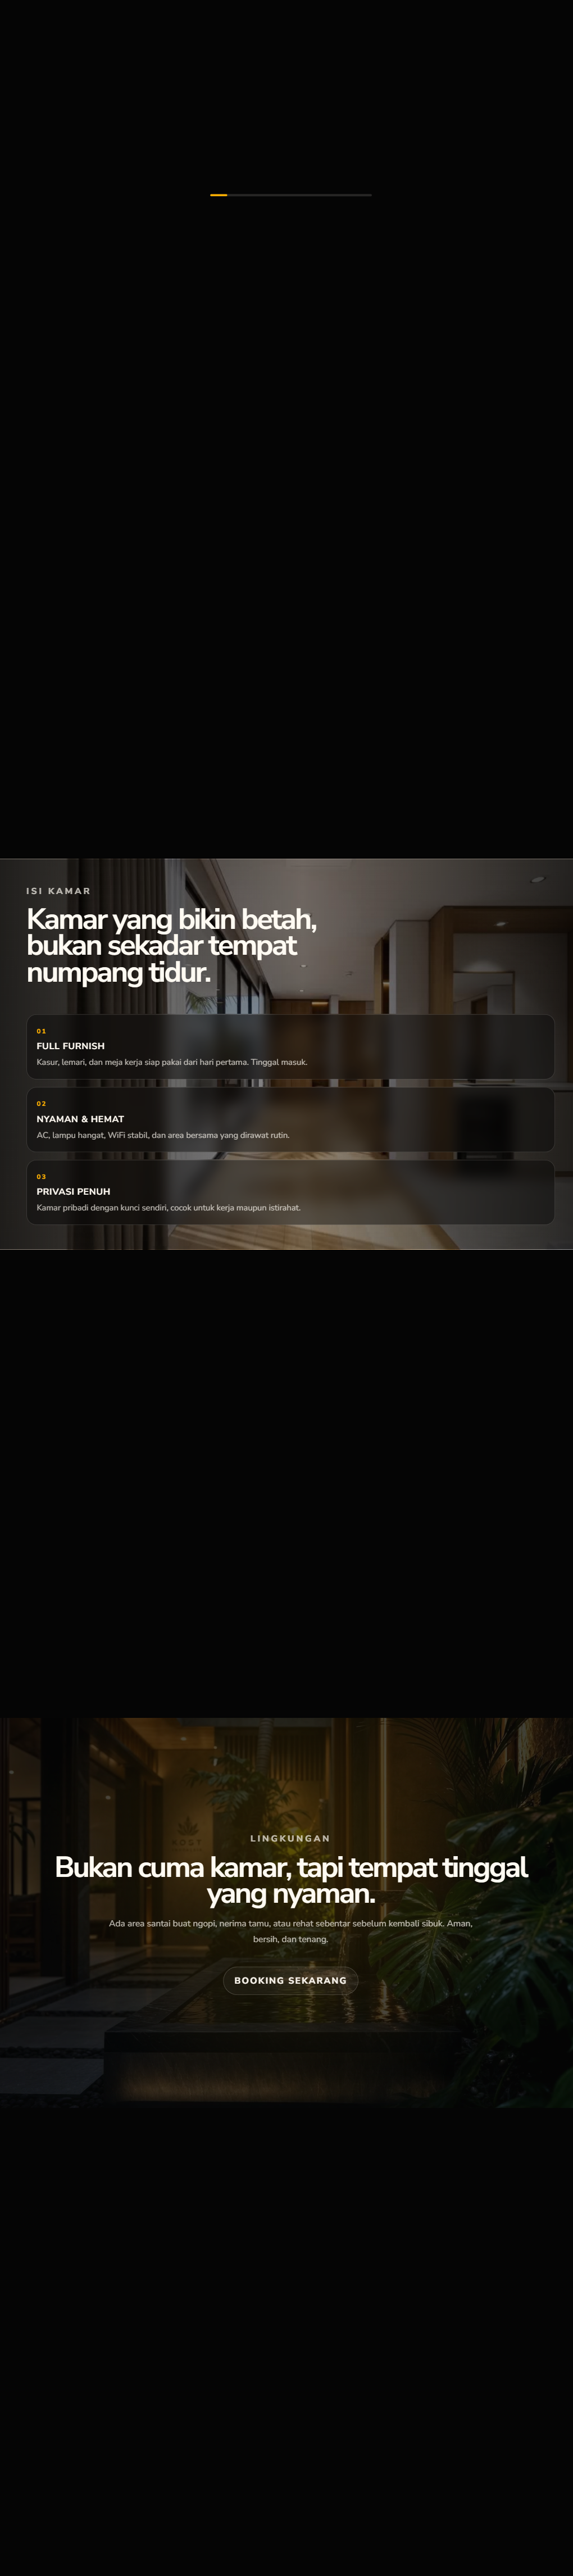 ISI KAMAR
Kamar yang bikin betah,
bukan sekadar tempat
numpang tidur.
01
FULL FURNISH
Kasur, lemari, dan meja kerja siap pakai dari hari pertama. Tinggal masuk.
02
NYAMAN & HEMAT
AC, lampu hangat, WiFi stabil, dan area bersama yang dirawat rutin.
03
PRIVASI PENUH
Kamar pribadi dengan kunci sendiri, cocok untuk kerja maupun istirahat.
KOST
LINGKUNGAN
Bukan cuma kamar, tapi tempat tinggal
yang nyaman.
Ada area santai buat ngopi, nerima tamu, atau rehat sebentar sebelum kembali sibuk. Aman,
bersih, dan tenang.
BOOKING SEKARANG